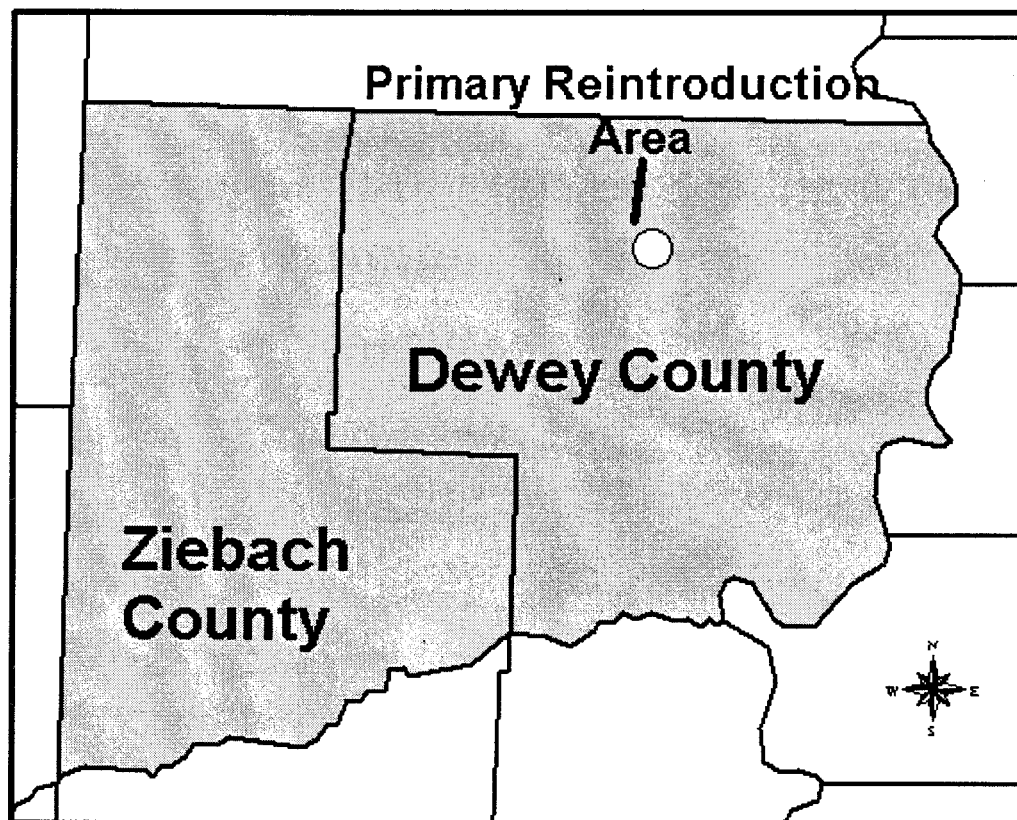 Primary Reintroduction
Area
Dewey County
Ziebach
County
N
W E
S